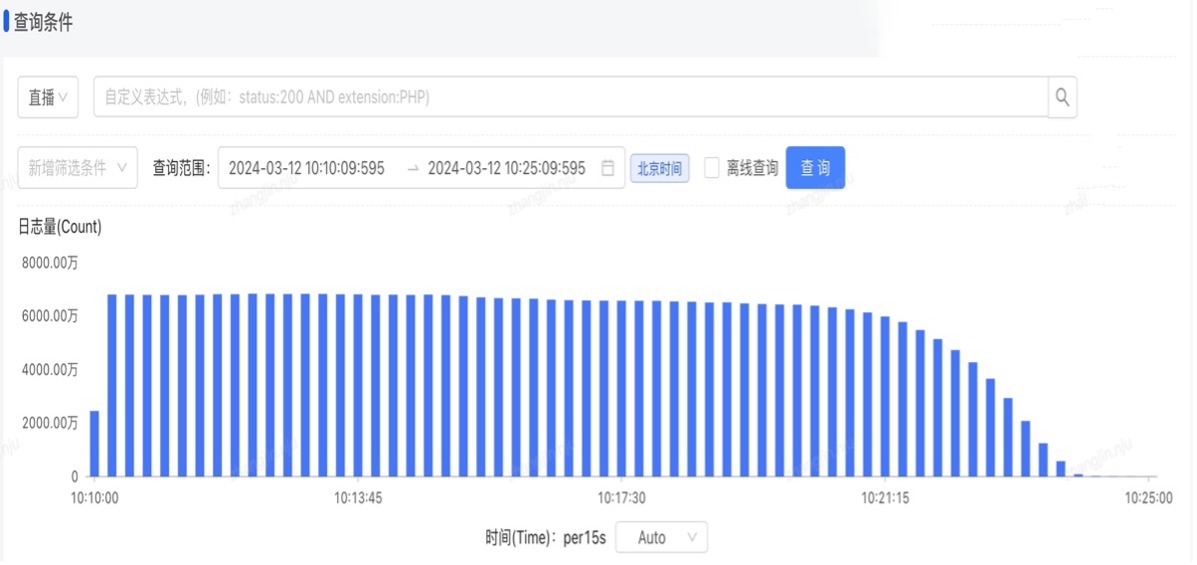 查询条件
直播
自定义表达式，(例如：status:200 AND extension:PHP)
新增筛选条件 查询范围： 2024-03-12 10:10:09:595 → 2024-03-12 10:25:09:595 北京时间 离线查询 查询
日志量(Count)
8000.00万
6000.00万
4000.00万
2000.00万
0
10:10:00 10:13:45 10:17:30 10:21:15 10:25:00
时间(Time)： per15s Auto
zhangjin.nju